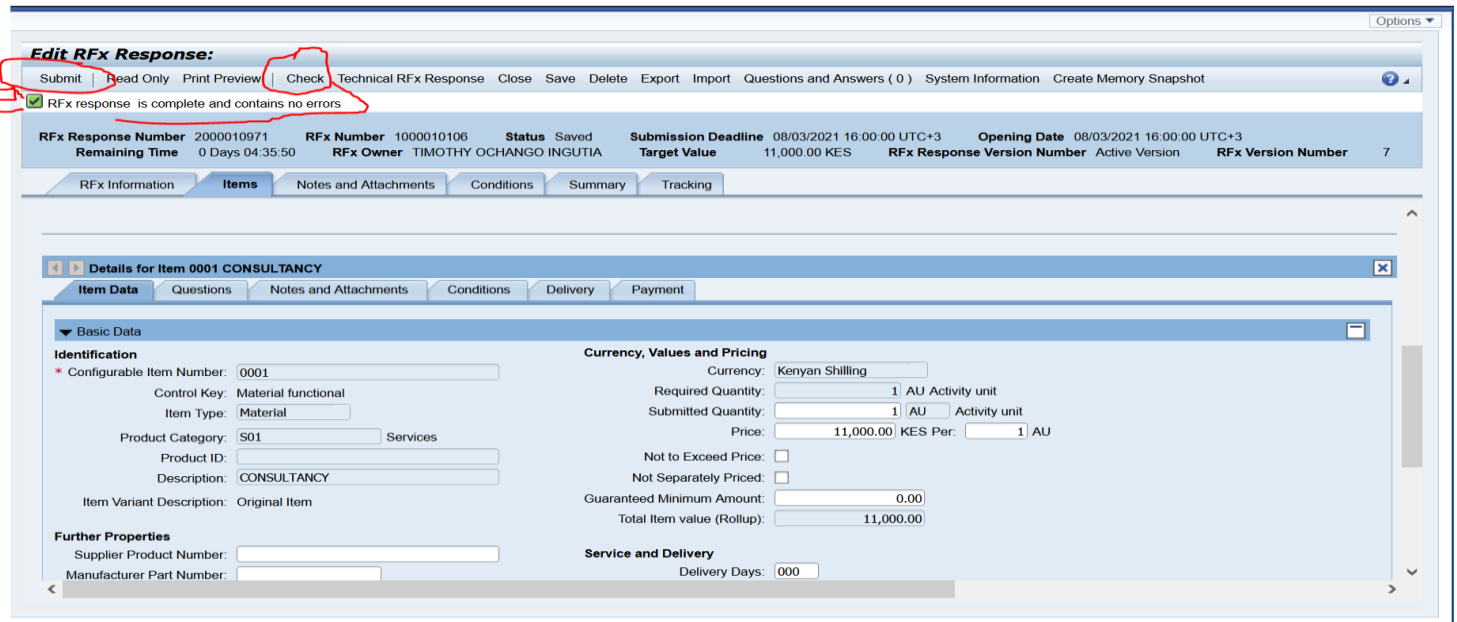 Options
Edit RFx Response:
Submit | Read Only Print Preview | Check Technical RFx Response Close Save Delete Export Import Questions and Answers ( 0 ) System Information Create Memory Snapshot
RFx response is complete and contains no errors
RFx Response Number 2000010971 RFx Number 1000010106 Status Saved Submission Deadline 08/03/2021 16:00:00 UTC+3 Opening Date 08/03/2021 16:00:00 UTC+3
Remaining Time 0 Days 04:35:50 RFx Owner TIMOTHY OCHANGO INGUTIA Target Value 11,000.00 KES RFx Response Version Number Active Version RFx Version Number 7
RFx Information Items Notes and Attachments Conditions Summary Tracking
Details for Item 0001 CONSULTANCY
Item Data Questions Notes and Attachments Conditions Delivery Payment
Basic Data
Identification Currency, Values and Pricing
* Configurable Item Number: 0001 Currency: Kenyan Shilling
Control Key: Material functional Required Quantity: 1 AU Activity unit
Item Type: Material Submitted Quantity: 1 AU Activity unit
Product Category: S01 Services Price: 11,000.00 KES Per: 1 AU
Product ID: Not to Exceed Price:
Description: CONSULTANCY Not Separately Priced:
Item Variant Description: Original Item Guaranteed Minimum Amount: 0.00
Total Item value (Rollup): 11,000.00
Further Properties
Supplier Product Number: Service and Delivery
Manufacturer Part Number: Delivery Days: 000